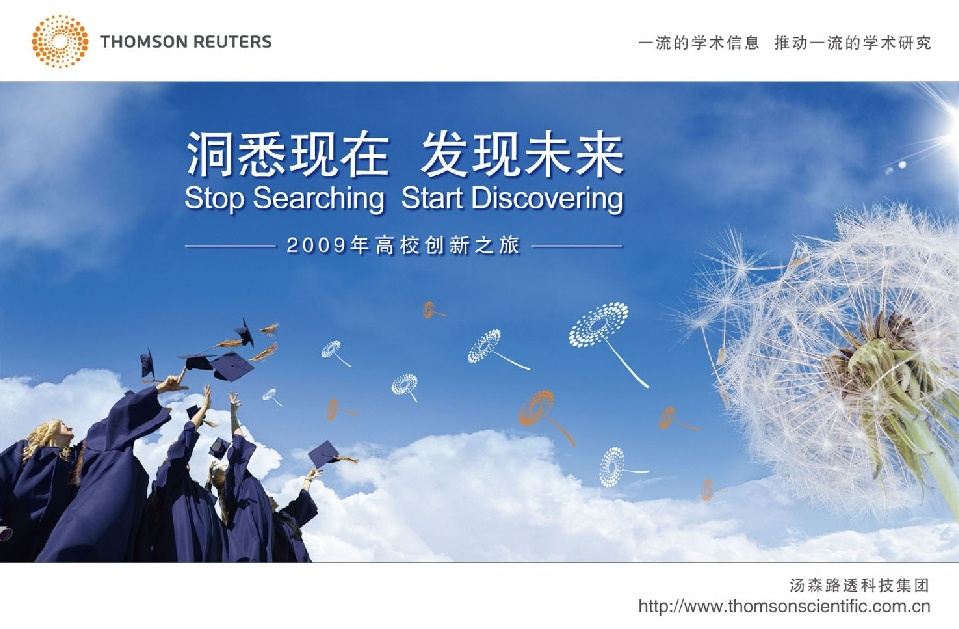 THOMSON REUTERS
一流的学术信息 推动一流的学术研究
洞悉现在 发现未来
Stop Searching Start Discovering
2009年高校创新之旅
汤森路透科技集团
http://www.thomsonscientific.com.cn